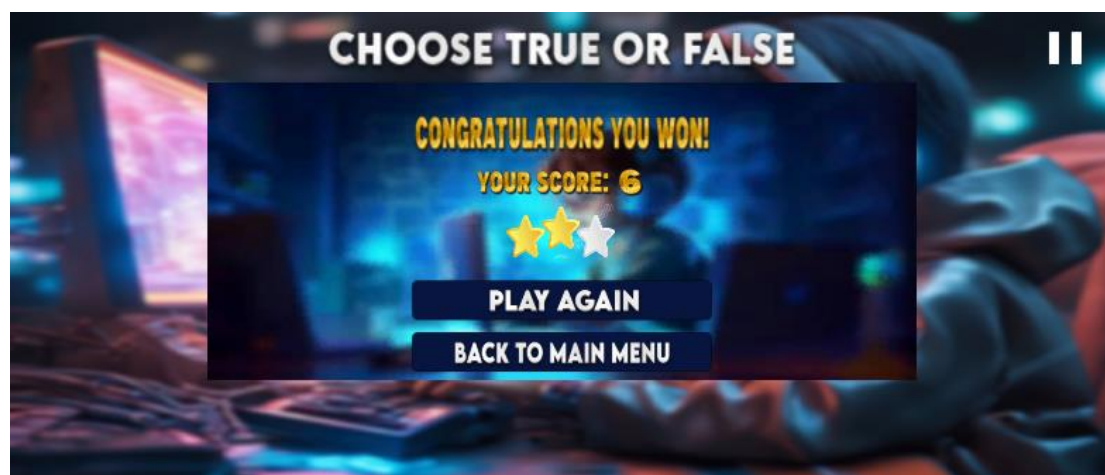 CHOOSE TRUE OR FALSE
CONGRATULATIONS YOU WON!
YOUR SCORE: 6
PLAY AGAIN
BACK TO MAIN MENU